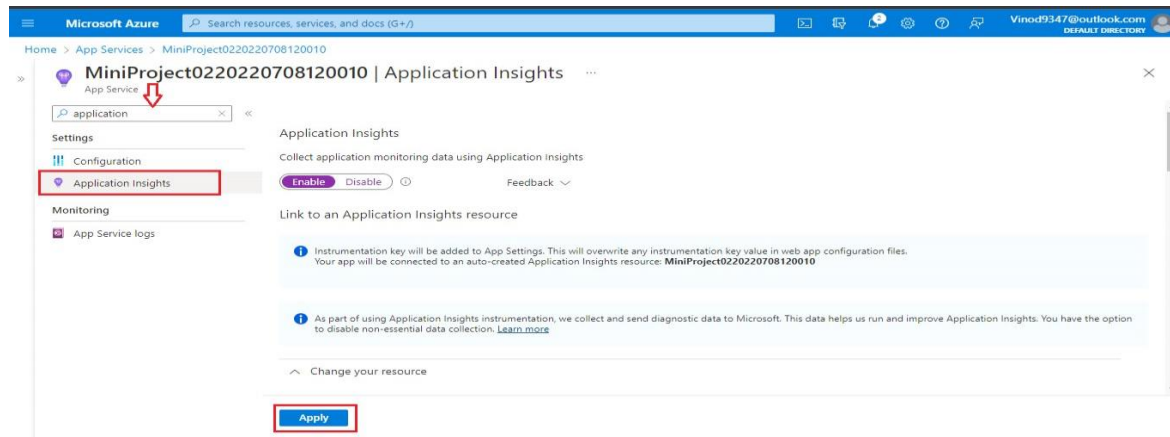 Microsoft Azure
Search resources, services, and docs (G+/)
2
Vinod9347@outlook.com
DEFAULT DIRECTORY
Home > App Services > MiniProject0220220708120010
MiniProject0220220708120010 | Application Insights ...
App Service
application
Settings
Configuration
Application Insights
Monitoring
App Service logs
Application Insights
Collect application monitoring data using Application Insights
Enable Disable Feedback
Link to an Application Insights resource
Instrumentation key will be added to App Settings. This will overwrite any instrumentation key value in web app configuration files.
Your app will be connected to an auto-created Application Insights resource: MiniProject0220220708120010
As part of using Application Insights instrumentation, we collect and send diagnostic data to Microsoft. This data helps us run and improve Application Insights. You have the option
to disable non-essential data collection. Learn more
Change your resource
Apply